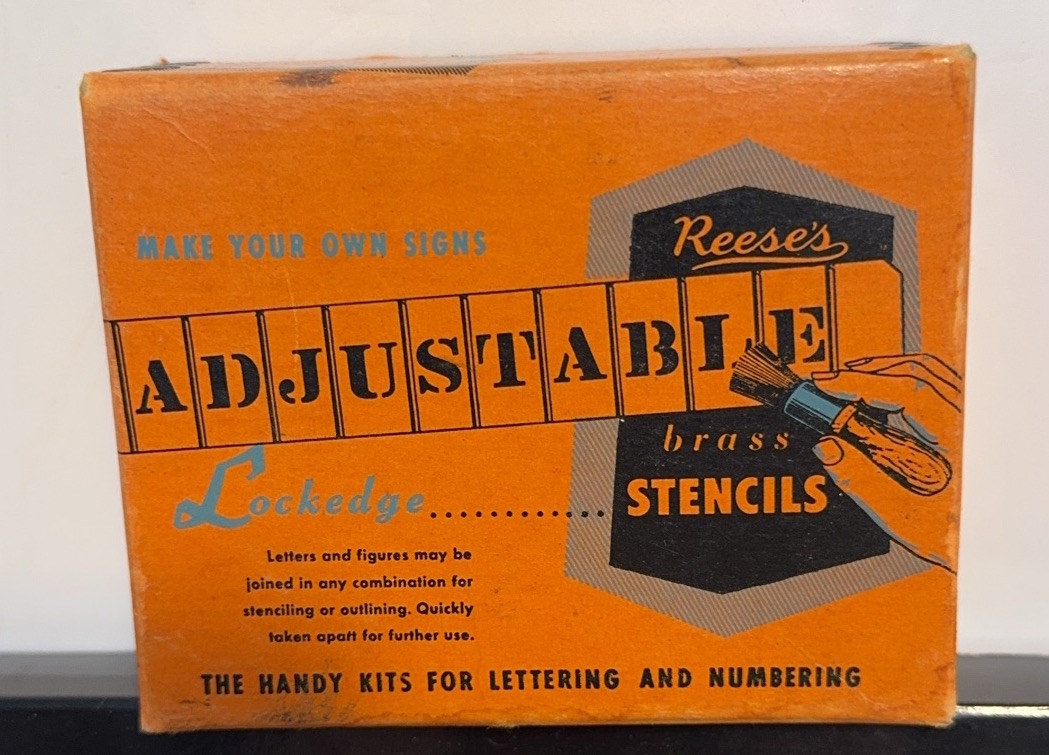 MAKE YOUR OWN SIGNS
Reese's
ADJUSTABLE
brass
Lockedge............ STENCILS
Letters and figures may be
joined in any combination for
stenciling or outlining. Quickly
taken apart for further use.
THE HANDY KITS FOR LETTERING AND NUMBERING